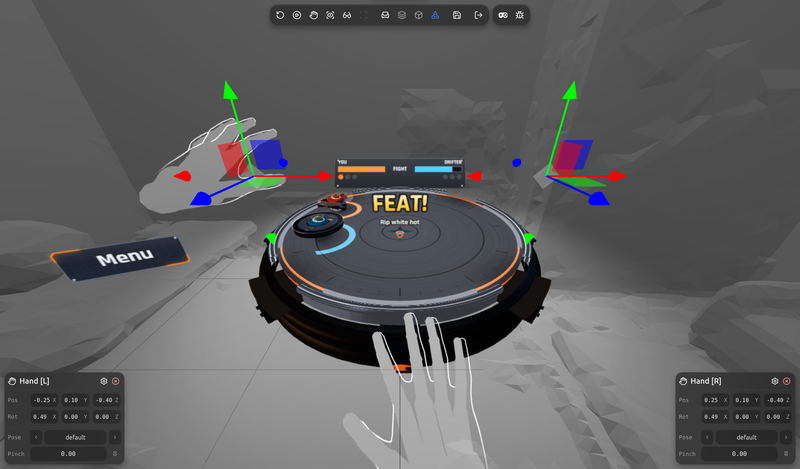 YOU
FIGHT
DRIFTER
FEAT!
Rip white hot
Menu
Hand [L]
Pos -0.25 X 0.10 Y -0.40 Z
Rot 0.49 X 0.00 Y 0.00 Z
Pose default
Pinch 0.00
Hand [R]
Pos 0.25 X 0.10 Y -0.40 Z
Rot 0.49 X 0.00 Y 0.00 Z
Pose default
Pinch 0.00